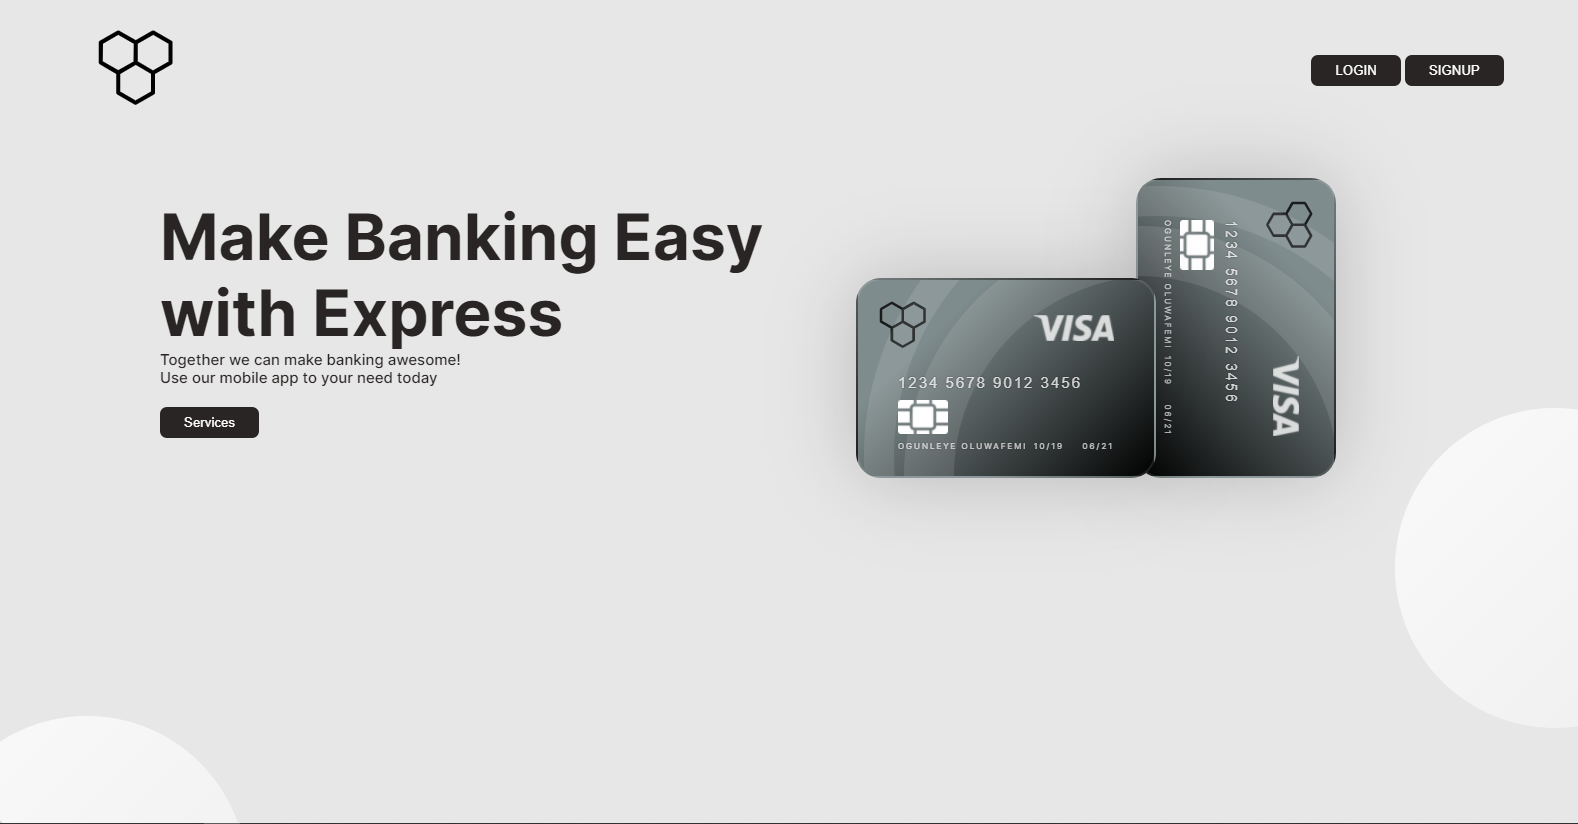 LOGIN SIGNUP
Make Banking Easy
with Express
Together we can make banking awesome!
Use our mobile app to your need today
Services
VISA
1234 5678 9012 3456
OGUNLEYE OLUWAFEMI 10/19 06/21
1234 5678 9012 3456
OGUNLEYE OLUWAFEMI 10/19 06/21
VISA